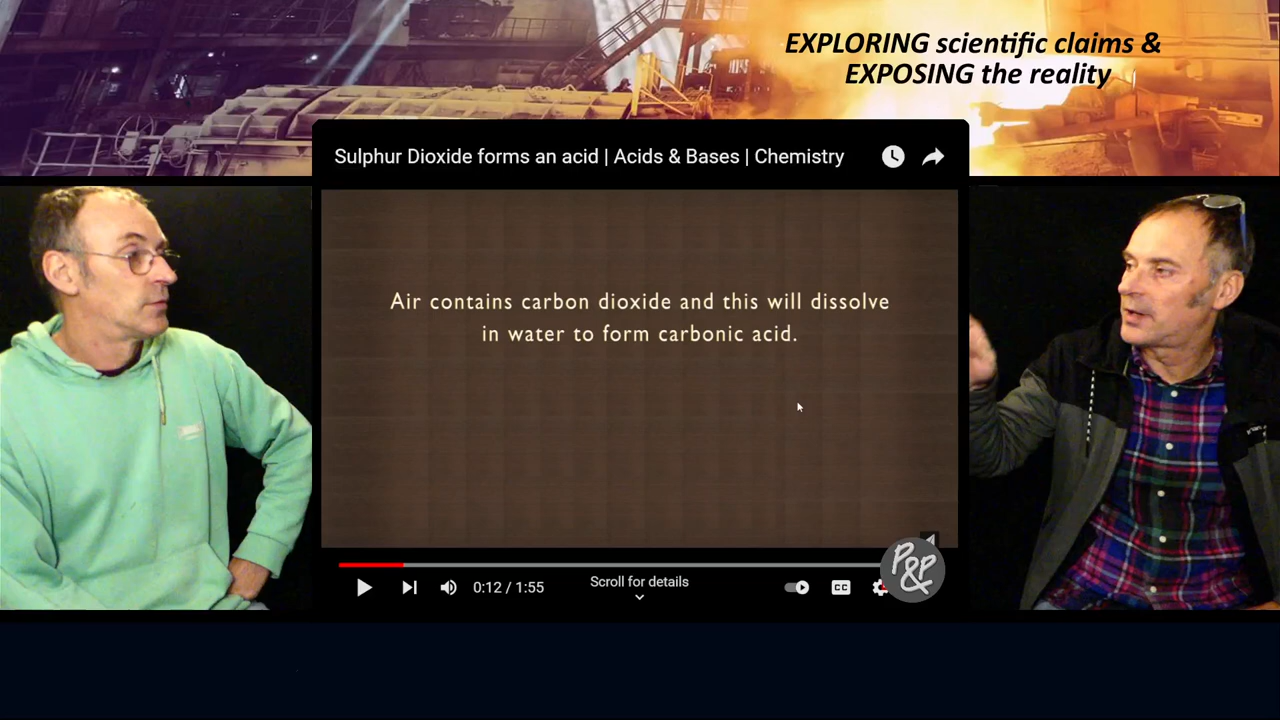 EXPLORING scientific claims &
EXPOSING the reality
Sulphur Dioxide forms an acid | Acids & Bases | Chemistry
Air contains carbon dioxide and this will dissolve
in water to form carbonic acid.
P&P
0:12 / 1:55
Scroll for details
CC